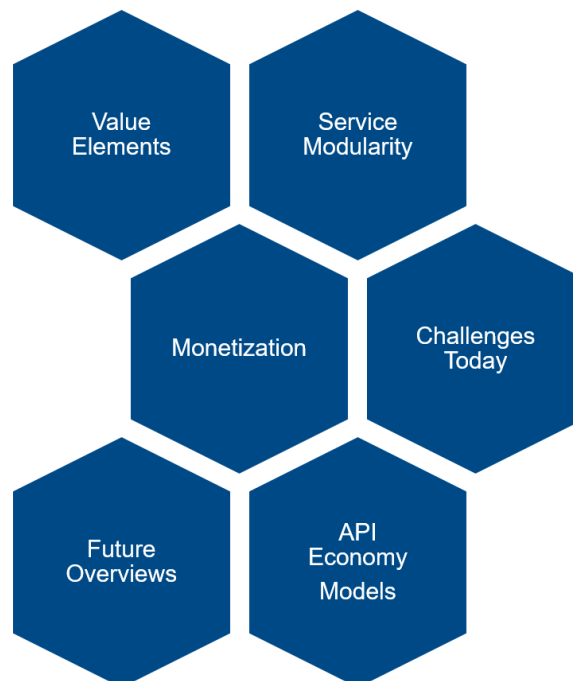 Value
Elements
Service
Modularity
Monetization
Challenges
Today
Future
Overviews
API
Economy
Models